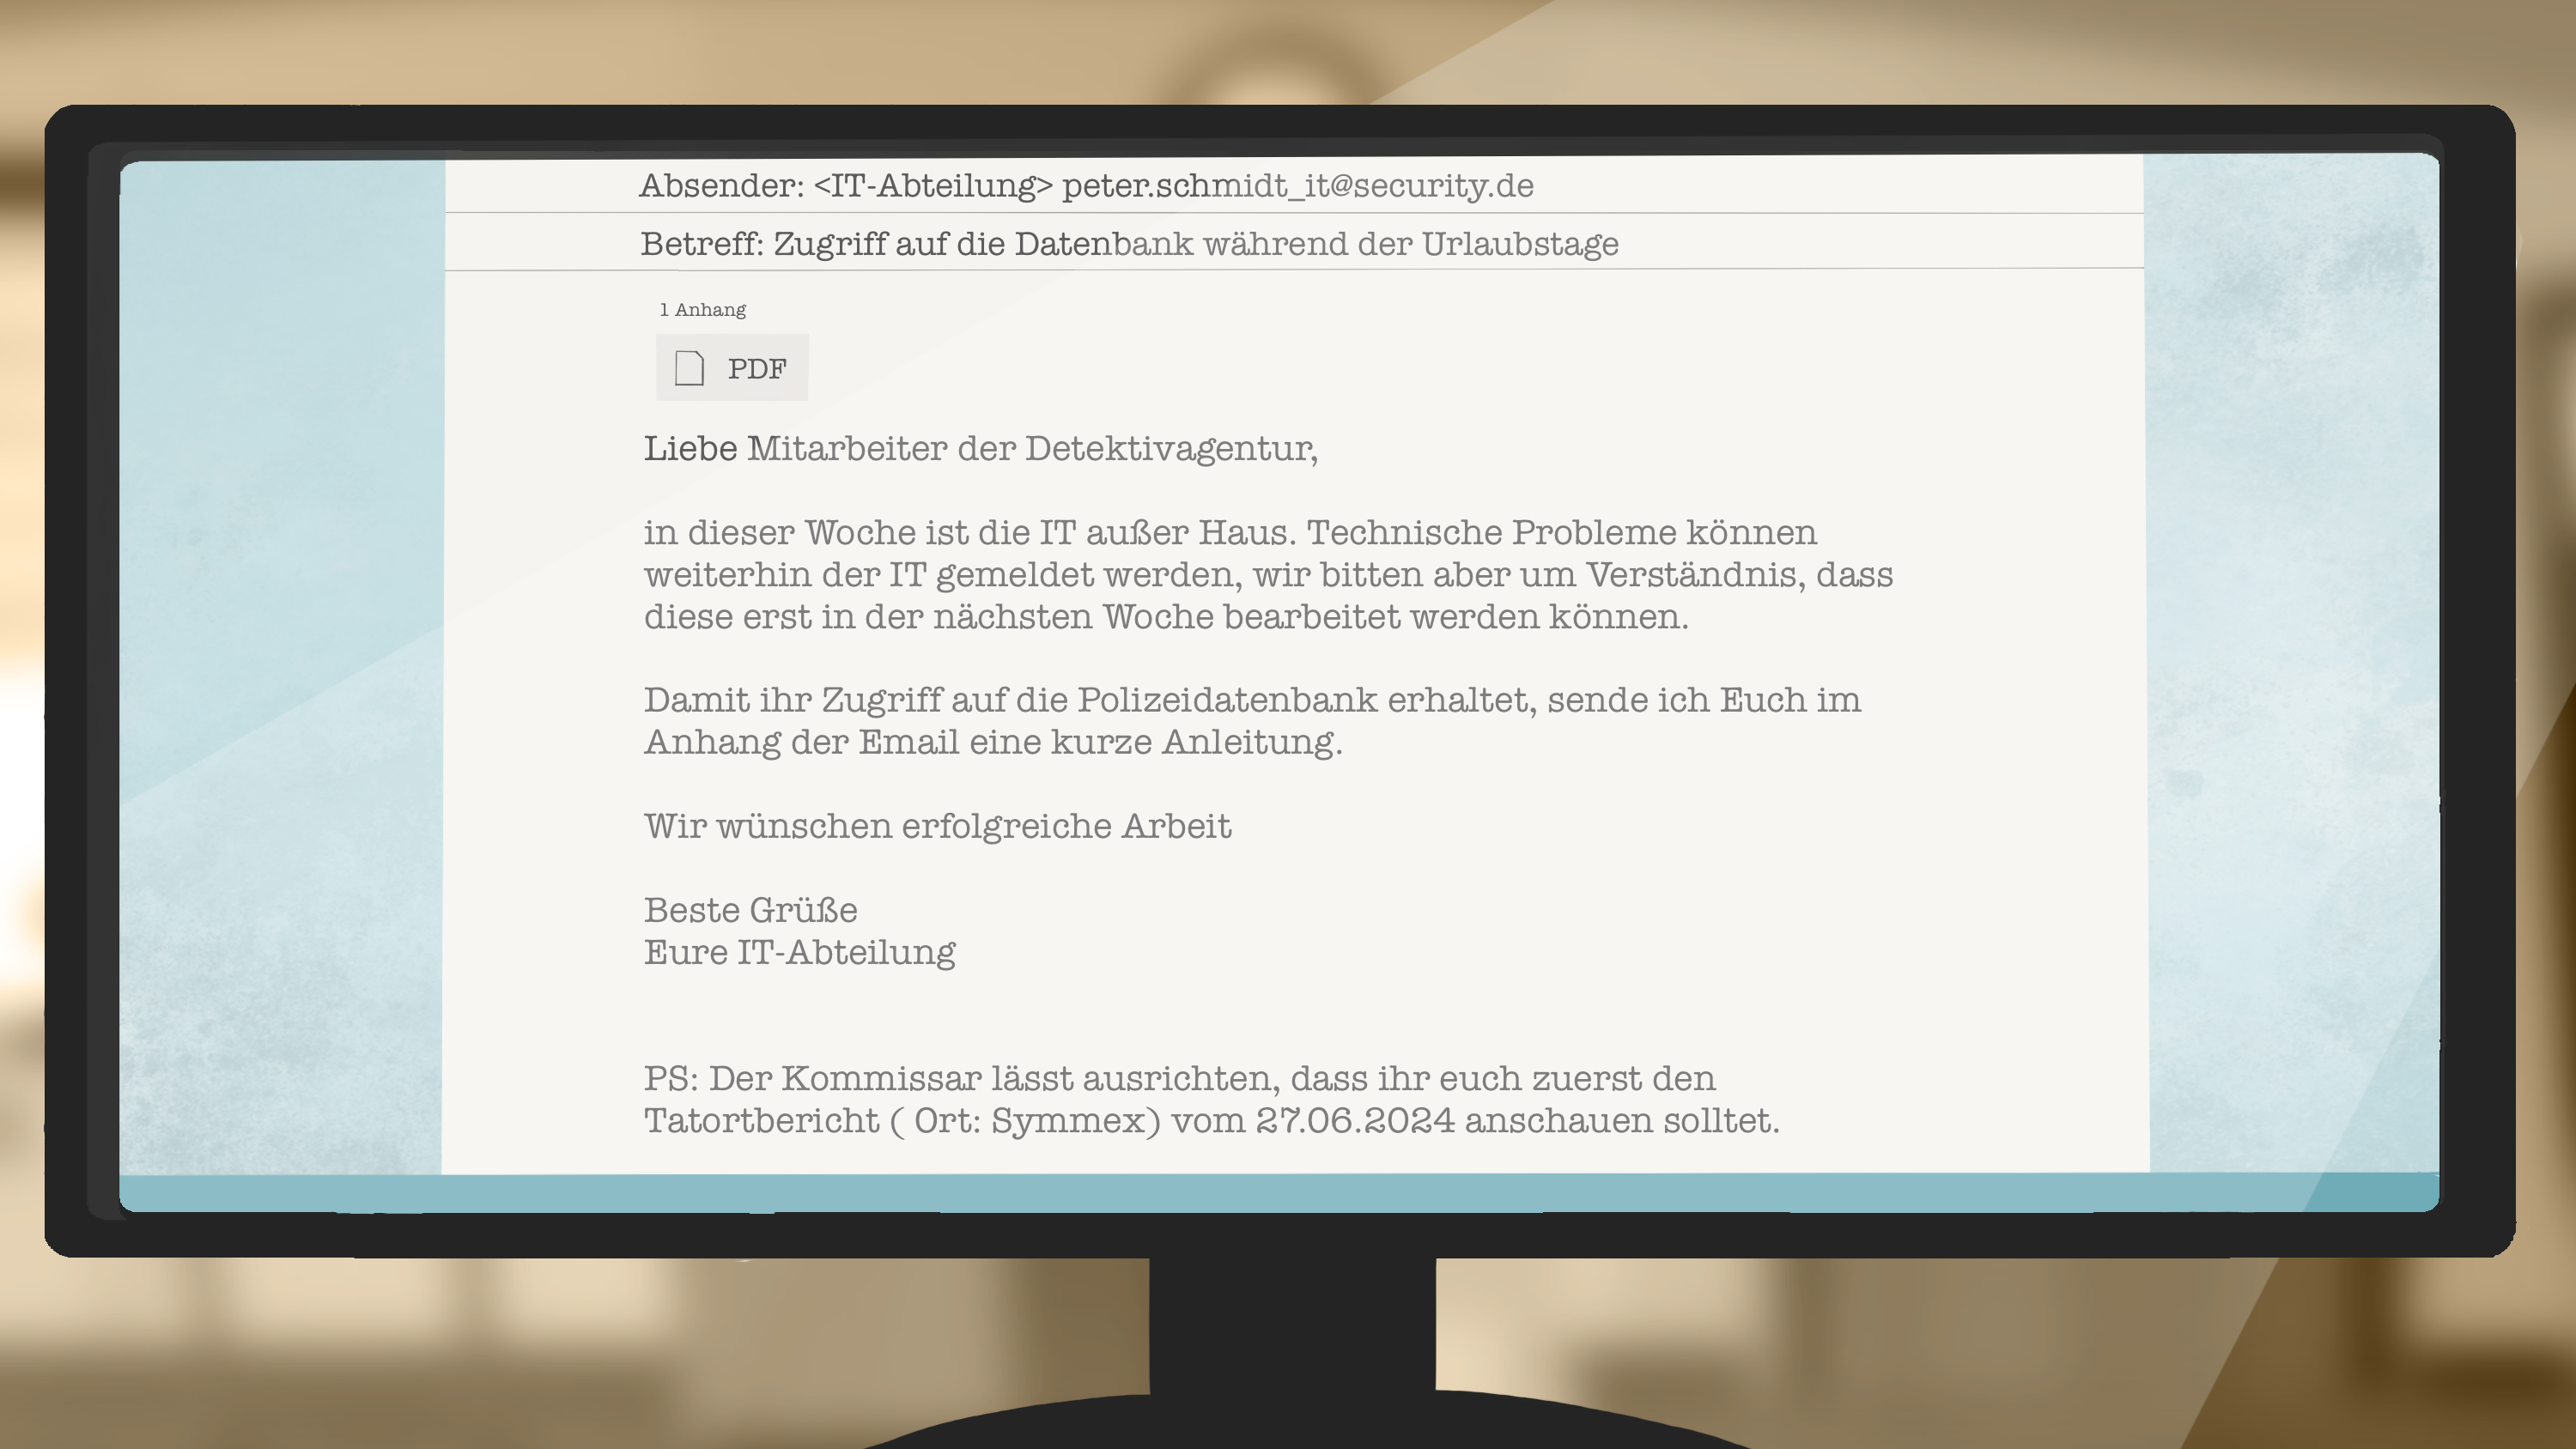 Absender: <IT-Abteilung> peter.schmidt_it@security.de
Betreff: Zugriff auf die Datenbank während der Urlaubstage
1 Anhang
PDF
Liebe Mitarbeiter der Detektivagentur,
in dieser Woche ist die IT außer Haus. Technische Probleme können
weiterhin der IT gemeldet werden, wir bitten aber um Verständnis, dass
diese erst in der nächsten Woche bearbeitet werden können.
Damit ihr Zugriff auf die Polizeidatenbank erhaltet, sende ich Euch im
Anhang der Email eine kurze Anleitung.
Wir wünschen erfolgreiche Arbeit
Beste Grüße
Eure IT-Abteilung
PS: Der Kommissar lässt ausrichten, dass ihr euch zuerst den
Tatortbericht ( Ort: Symmex) vom 27.06.2024 anschauen solltet.